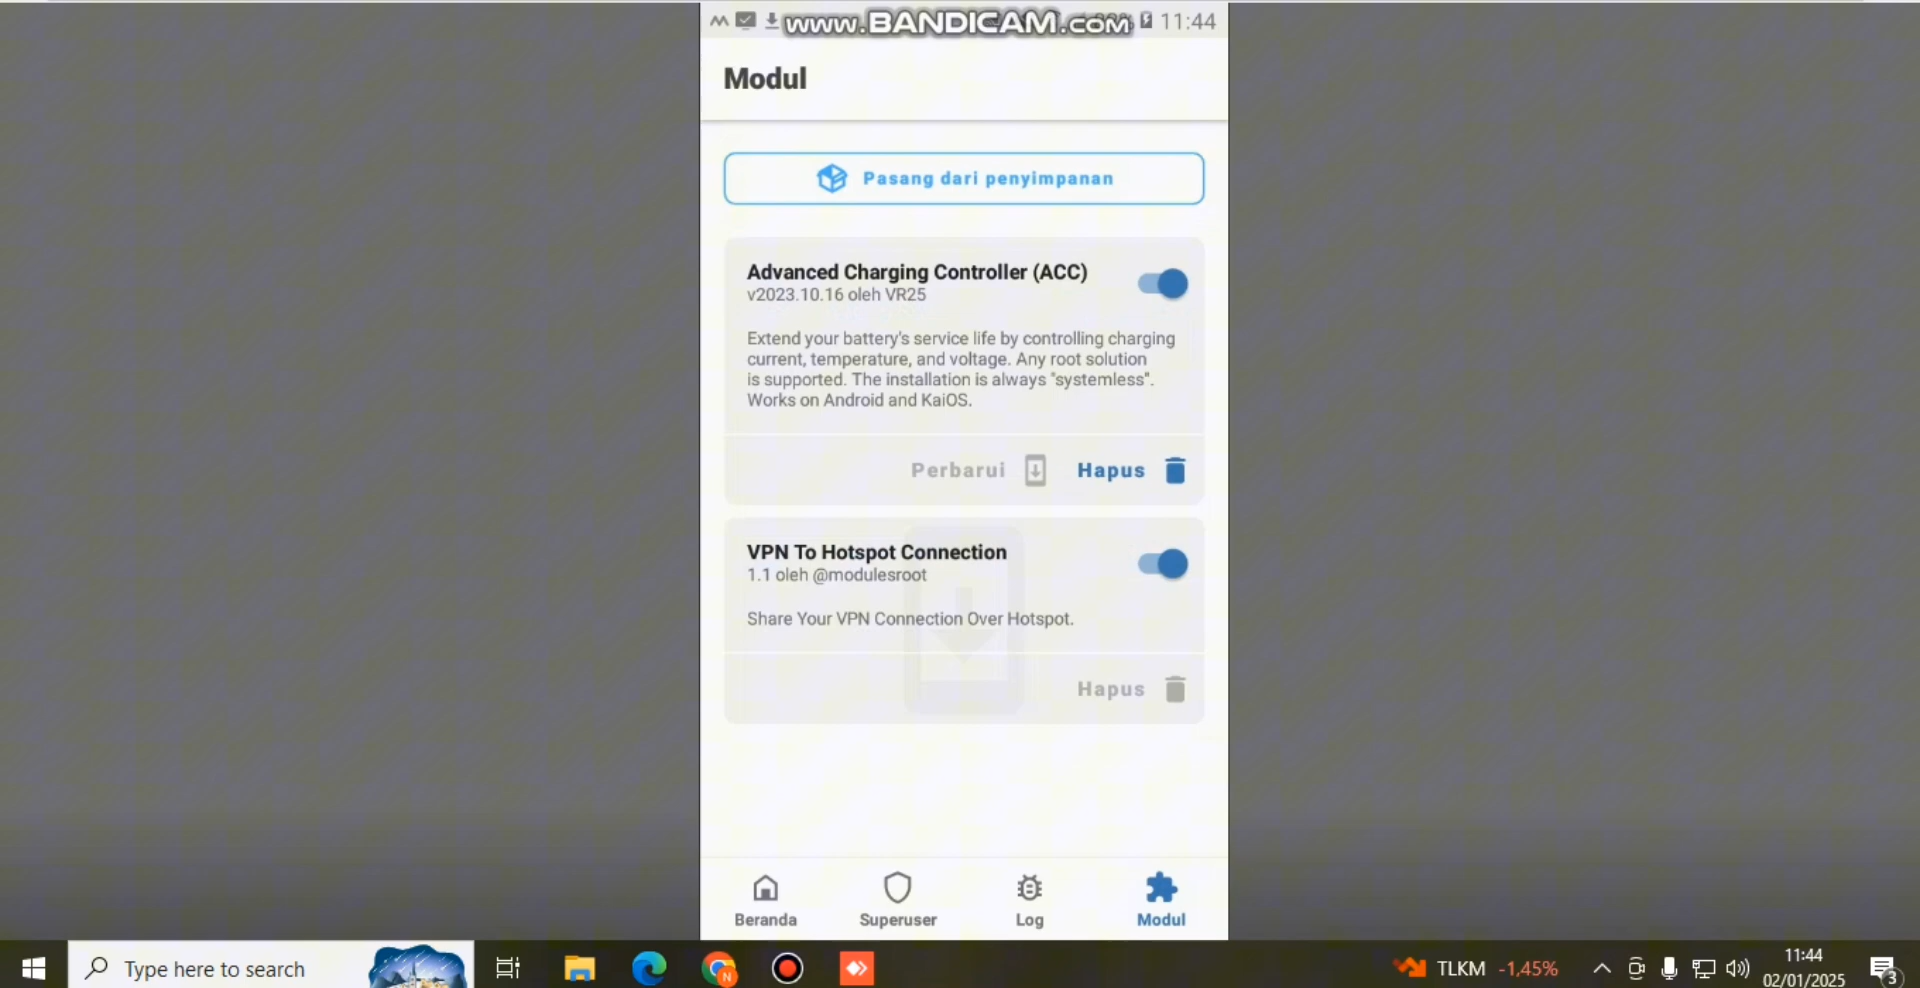 www.BANDICAM.com
11:44
Modul
Pasang dari penyimpanan
Advanced Charging Controller (ACC)
v2023.10.16 oleh VR25
Extend your battery's service life by controlling charging
current, temperature, and voltage. Any root solution
is supported. The installation is always "systemless".
Works on Android and KaiOS.
Perbarui
Hapus
VPN To Hotspot Connection
1.1 oleh @modulesroot
Share Your VPN Connection Over Hotspot.
Hapus
Beranda
Superuser
Log
Modul
Type here to search
N
TLKM -1,45%
11:44
02/01/2025
3